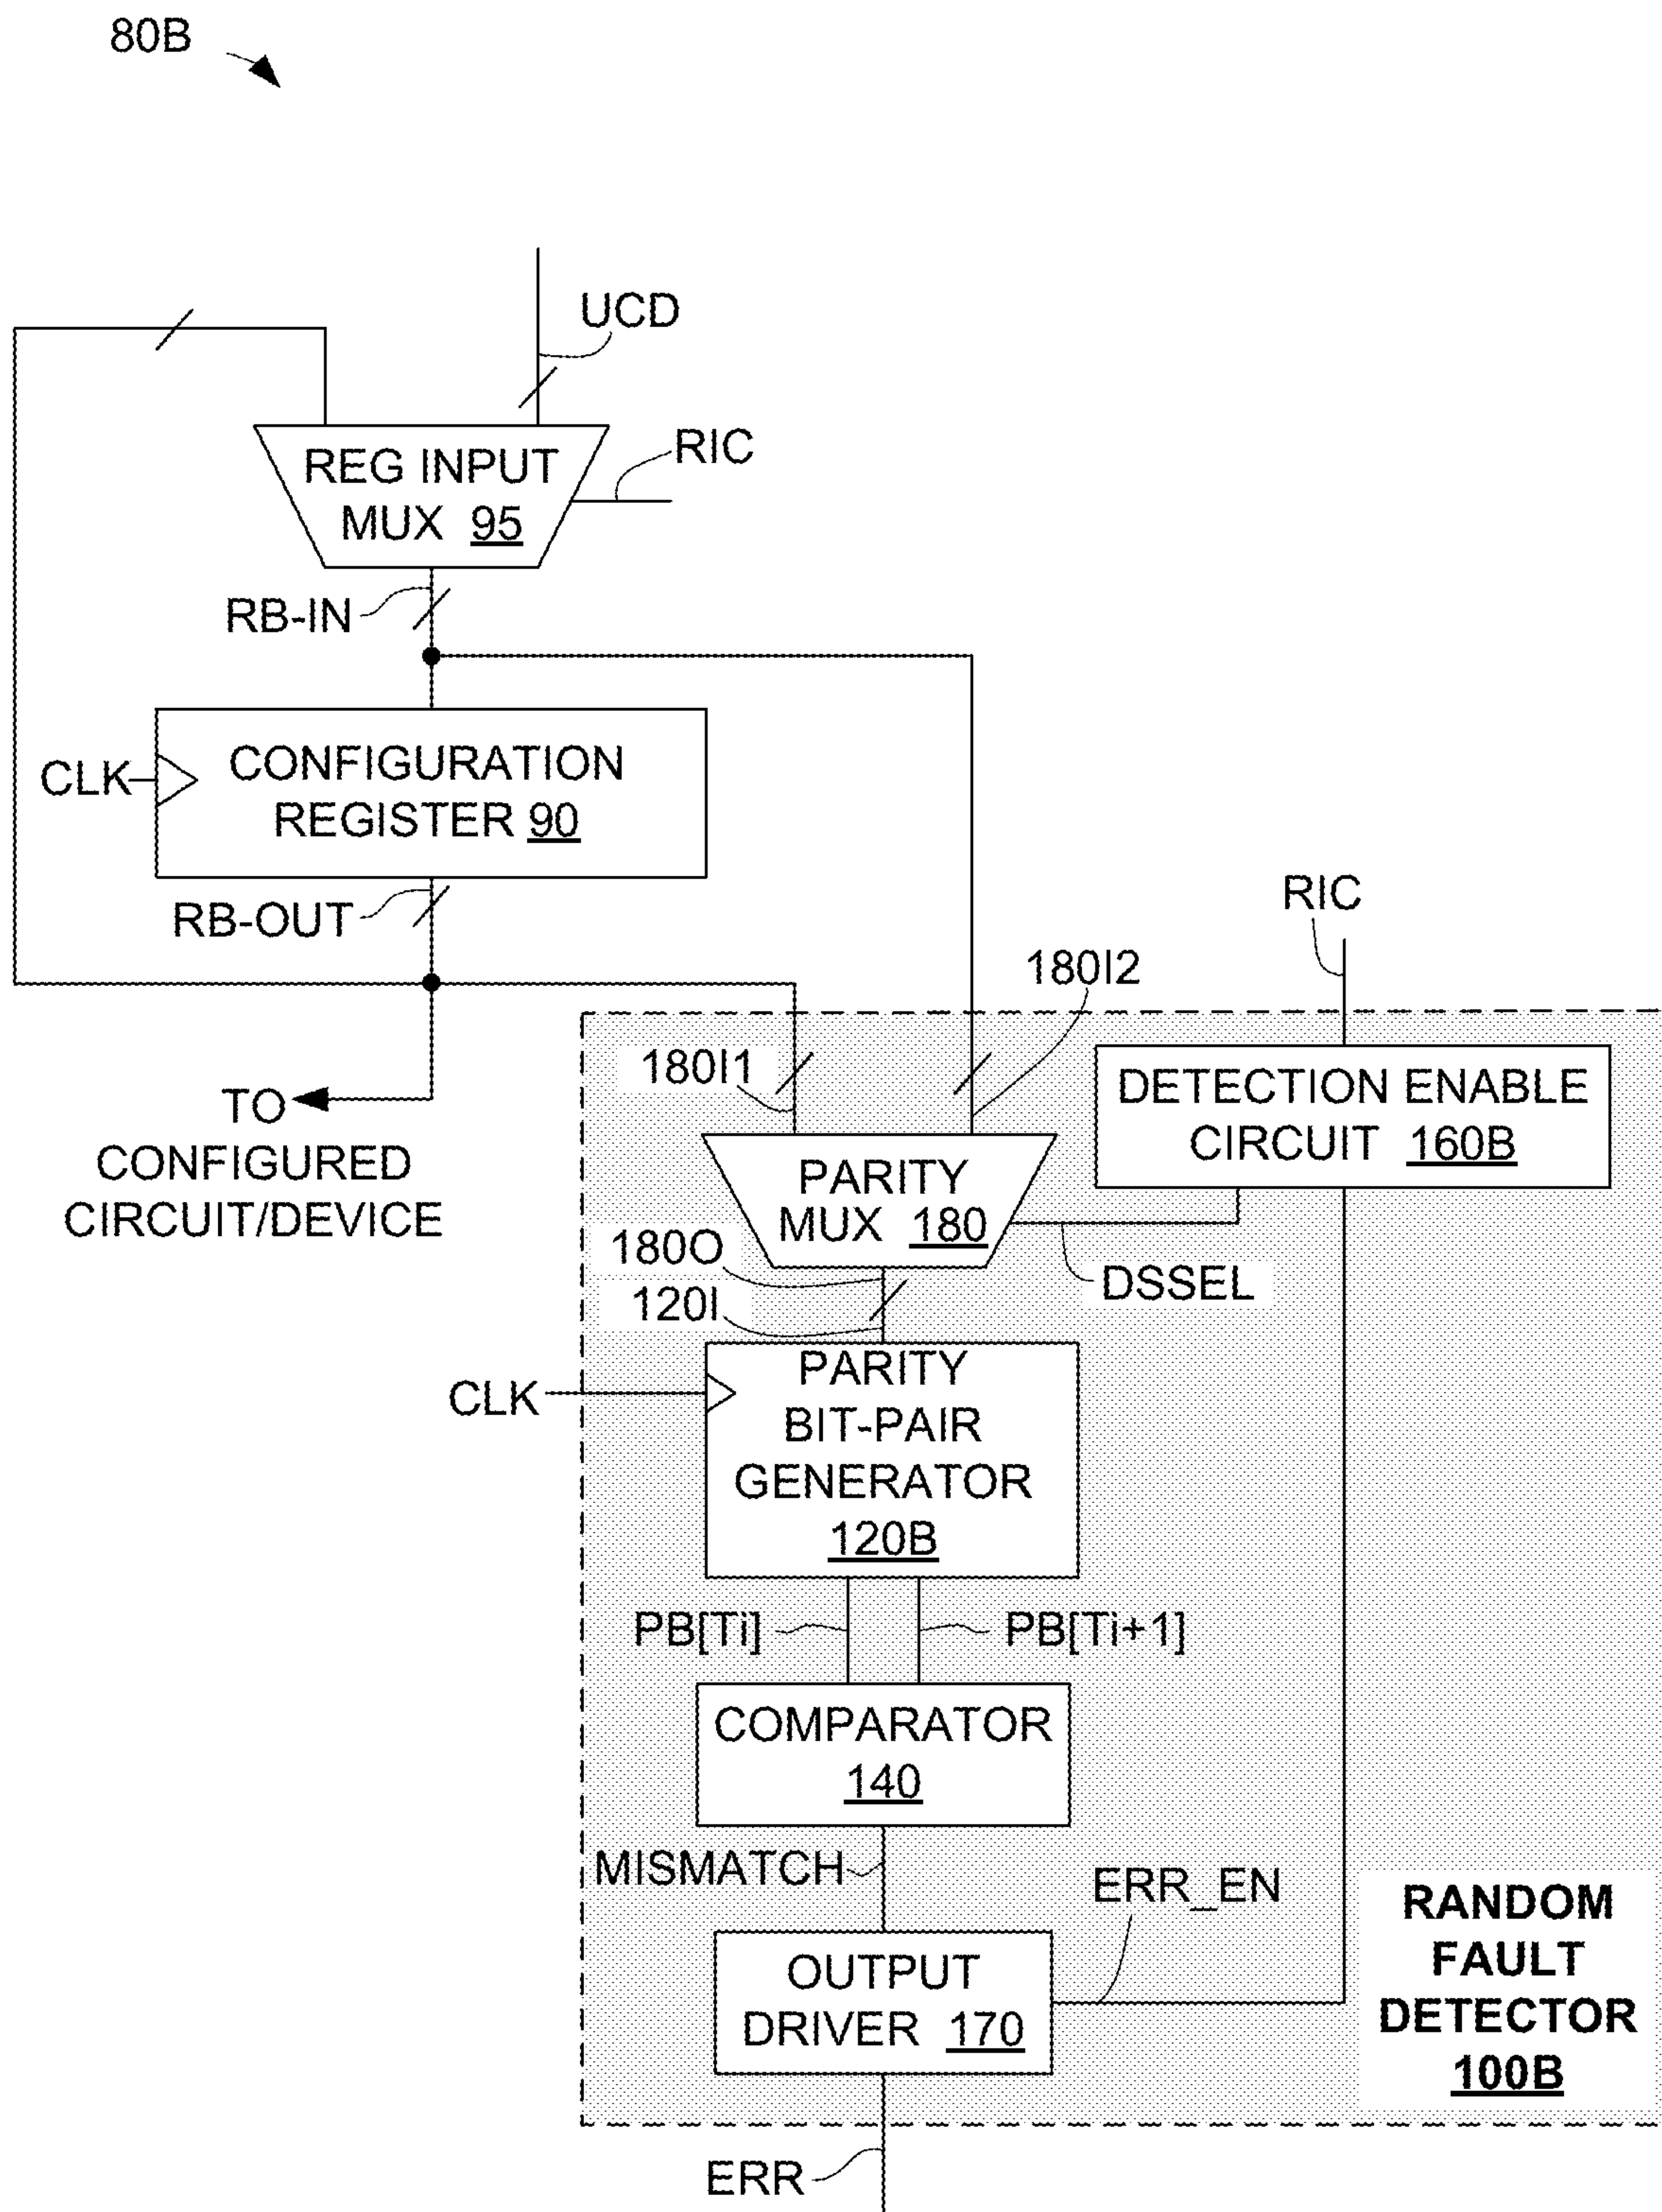 80B
UCD
REG INPUT
MUX 95
RIC
RB-IN
CLK
CONFIGURATION
REGISTER 90
RB-OUT
RIC
180I2
180I1
TO
CONFIGURED
CIRCUIT/DEVICE
DETECTION ENABLE
CIRCUIT 160B
PARITY
MUX 180
180O
120I
DSSEL
CLK
PARITY
BIT-PAIR
GENERATOR
120B
PB[Ti]
PB[Ti+1]
COMPARATOR
140
MISMATCH
ERR_EN
OUTPUT
DRIVER 170
RANDOM
FAULT
DETECTOR
100B
ERR